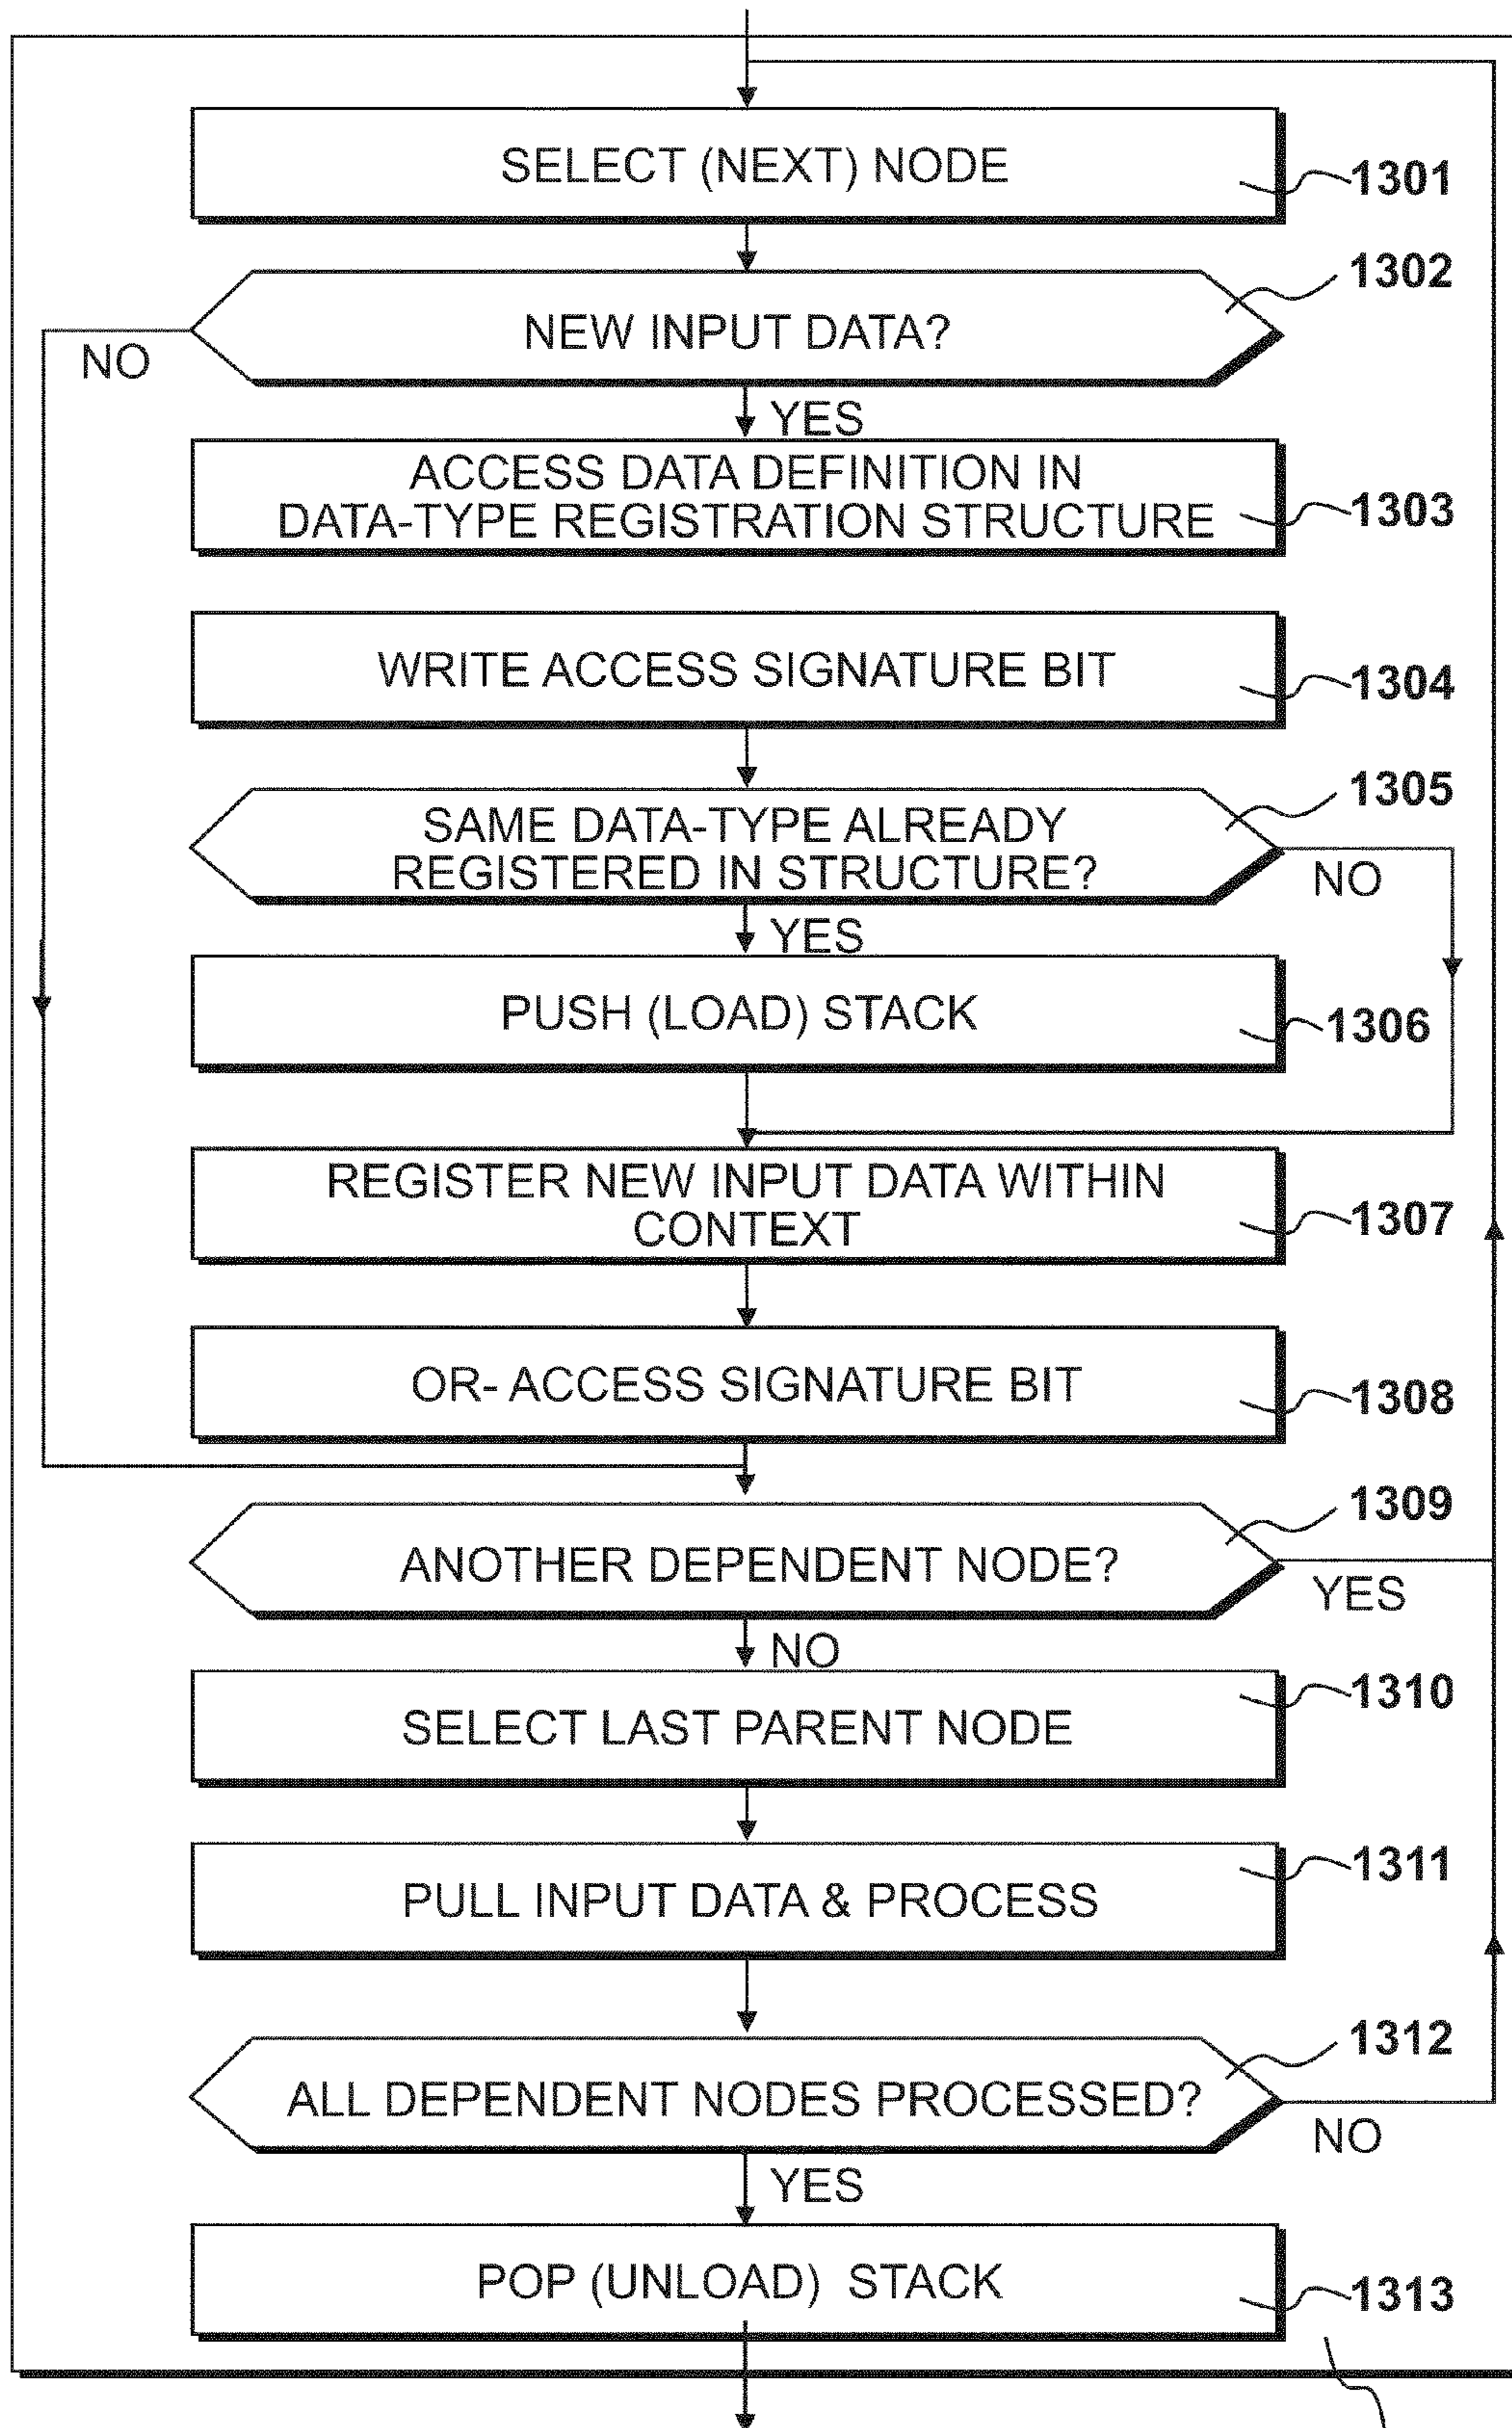 SELECT (NEXT) NODE
1301
1302
NEW INPUT DATA?
NO
YES
ACCESS DATA DEFINITION IN
DATA-TYPE REGISTRATION STRUCTURE
1303
WRITE ACCESS SIGNATURE BIT
1304
1305
SAME DATA-TYPE ALREADY
REGISTERED IN STRUCTURE?
NO
YES
PUSH (LOAD) STACK
1306
REGISTER NEW INPUT DATA WITHIN
CONTEXT
1307
OR- ACCESS SIGNATURE BIT
1308
1309
ANOTHER DEPENDENT NODE?
YES
NO
1310
SELECT LAST PARENT NODE
1311
PULL INPUT DATA & PROCESS
1312
ALL DEPENDENT NODES PROCESSED?
NO
YES
POP (UNLOAD) STACK
1313